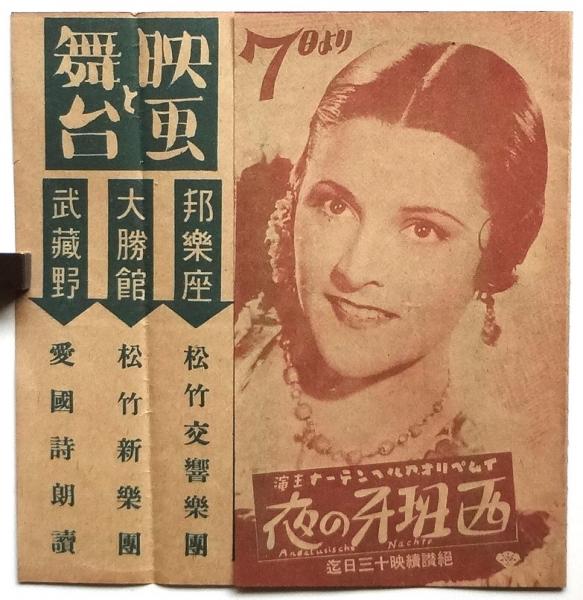 映画
と
舞台
邦樂座
松竹交響樂團
大勝館
松竹新樂團
武藏野
愛國詩朗讀
7日より
イムペリオアルヘンテーナ主演
西班牙の夜
Andalusische Nächte
絶讃續映十三日迄